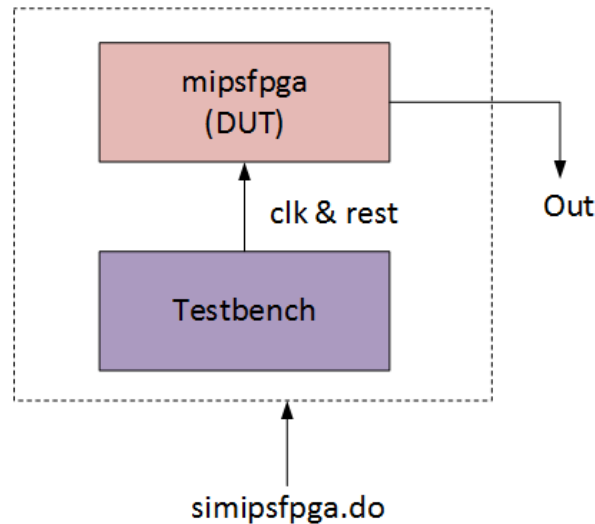 mipsfpga
(DUT)
clk & rest
Out
Testbench
simipsfpga.do